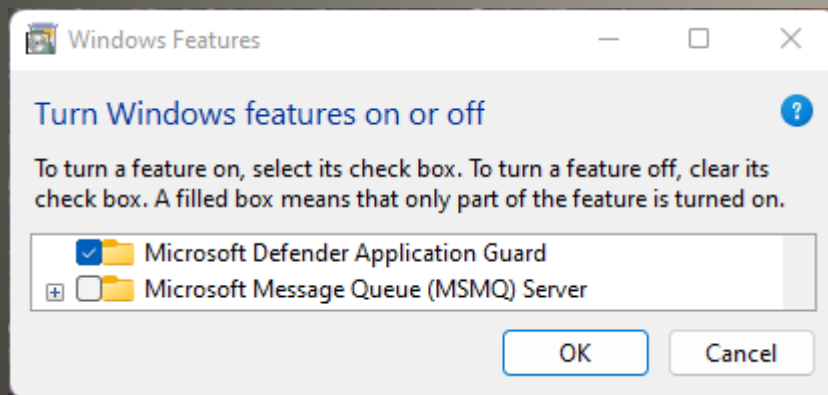 Windows Features
Turn Windows features on or off
To turn a feature on, select its check box. To turn a feature off, clear its
check box. A filled box means that only part of the feature is turned on.
Microsoft Defender Application Guard
Microsoft Message Queue (MSMQ) Server
OK Cancel